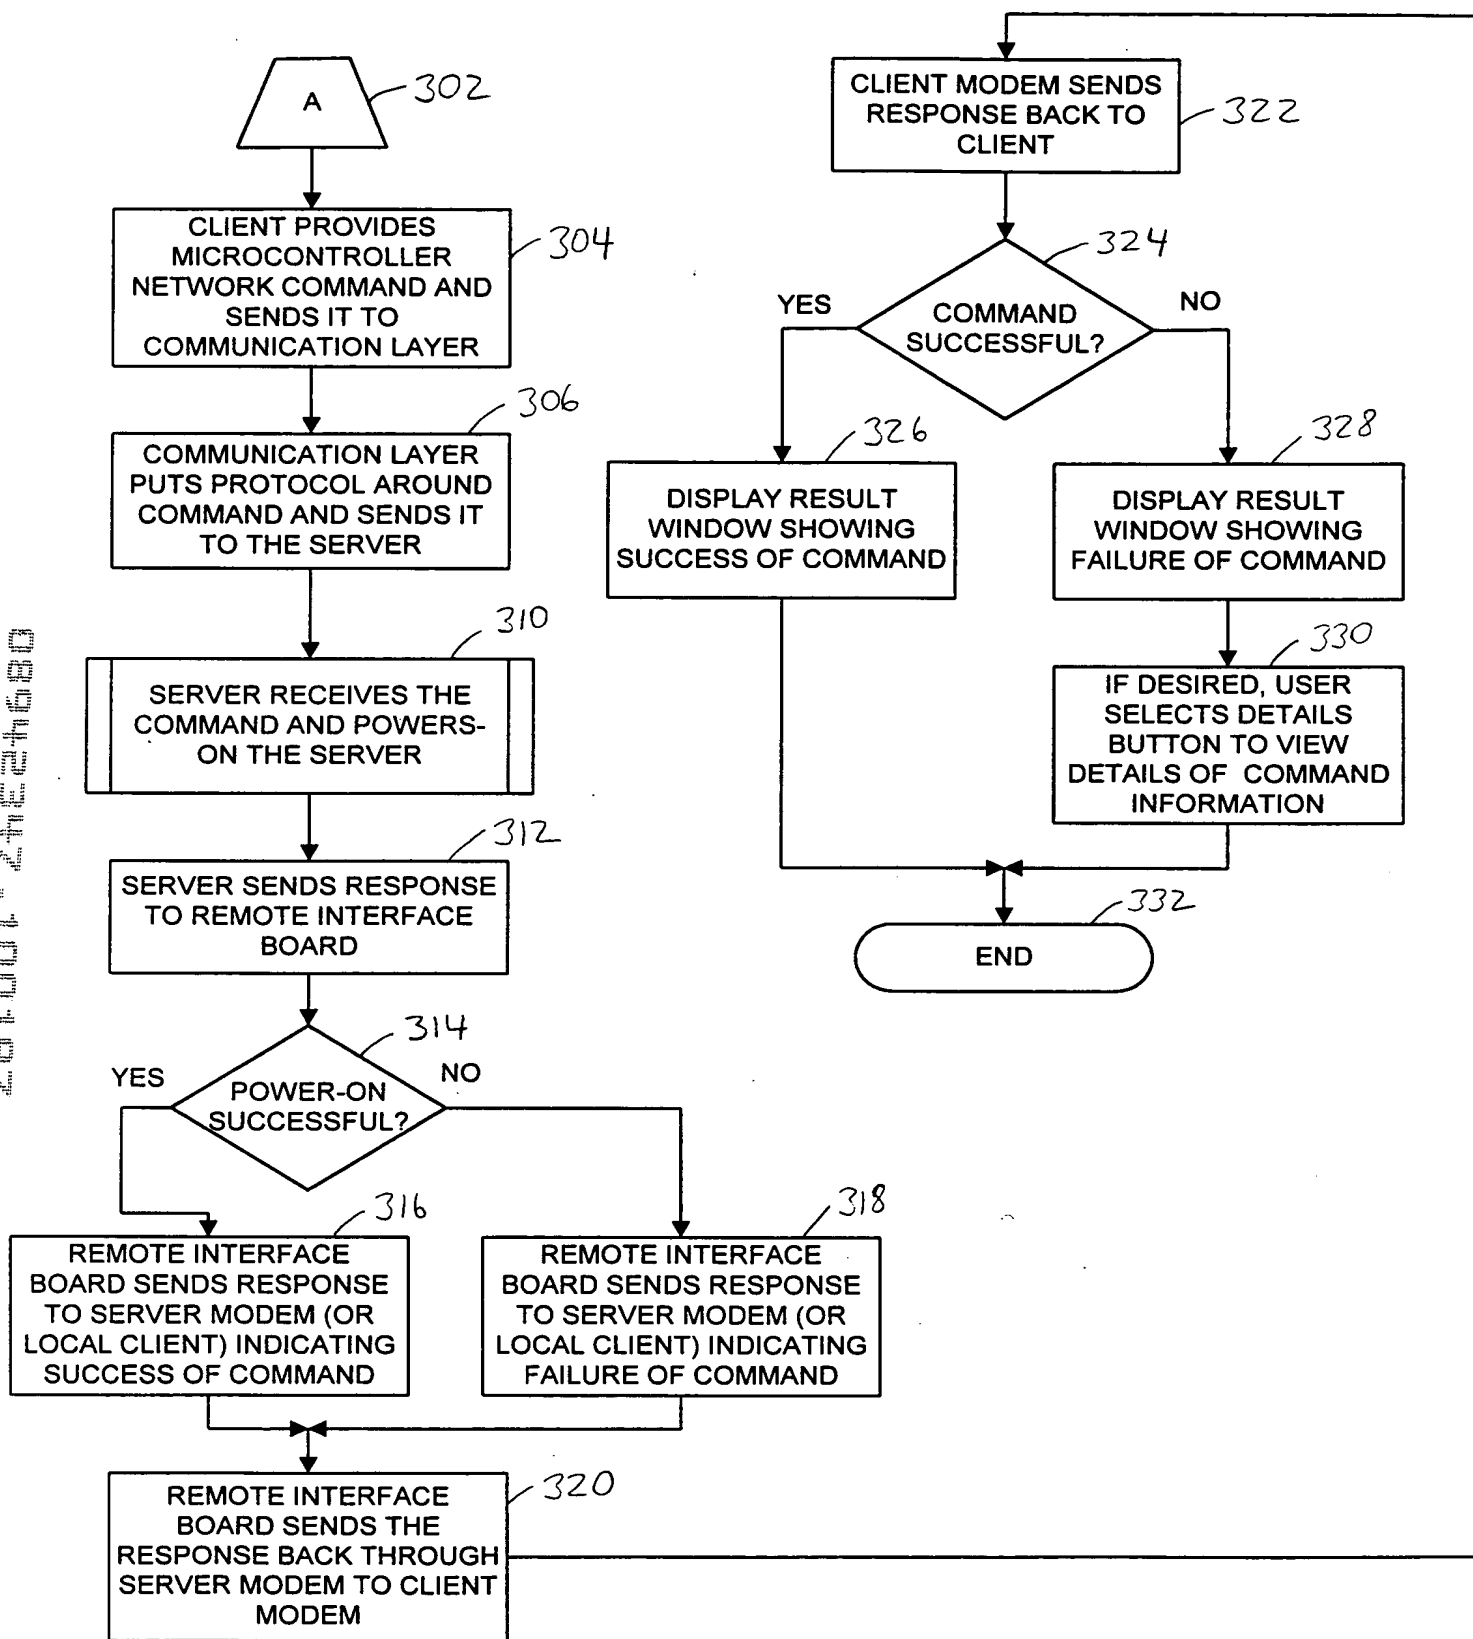 A
302
CLIENT PROVIDES
MICROCONTROLLER
NETWORK COMMAND AND
SENDS IT TO
COMMUNICATION LAYER
304
COMMUNICATION LAYER
PUTS PROTOCOL AROUND
COMMAND AND SENDS IT
TO THE SERVER
306
SERVER RECEIVES THE
COMMAND AND POWERS-
ON THE SERVER
310
SERVER SENDS RESPONSE
TO REMOTE INTERFACE
BOARD
312
POWER-ON
SUCCESSFUL?
314
YES
NO
REMOTE INTERFACE
BOARD SENDS RESPONSE
TO SERVER MODEM (OR
LOCAL CLIENT) INDICATING
SUCCESS OF COMMAND
316
REMOTE INTERFACE
BOARD SENDS RESPONSE
TO SERVER MODEM (OR
LOCAL CLIENT) INDICATING
FAILURE OF COMMAND
318
REMOTE INTERFACE
BOARD SENDS THE
RESPONSE BACK THROUGH
SERVER MODEM TO CLIENT
MODEM
320
CLIENT MODEM SENDS
RESPONSE BACK TO
CLIENT
322
COMMAND
SUCCESSFUL?
324
YES
NO
DISPLAY RESULT
WINDOW SHOWING
SUCCESS OF COMMAND
326
DISPLAY RESULT
WINDOW SHOWING
FAILURE OF COMMAND
328
IF DESIRED, USER
SELECTS DETAILS
BUTTON TO VIEW
DETAILS OF COMMAND
INFORMATION
330
END
332